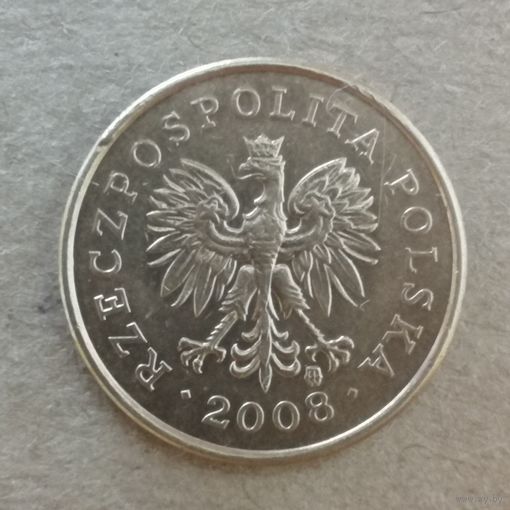 RZECZPOSPOLITA POLSKA
· 2008 ·